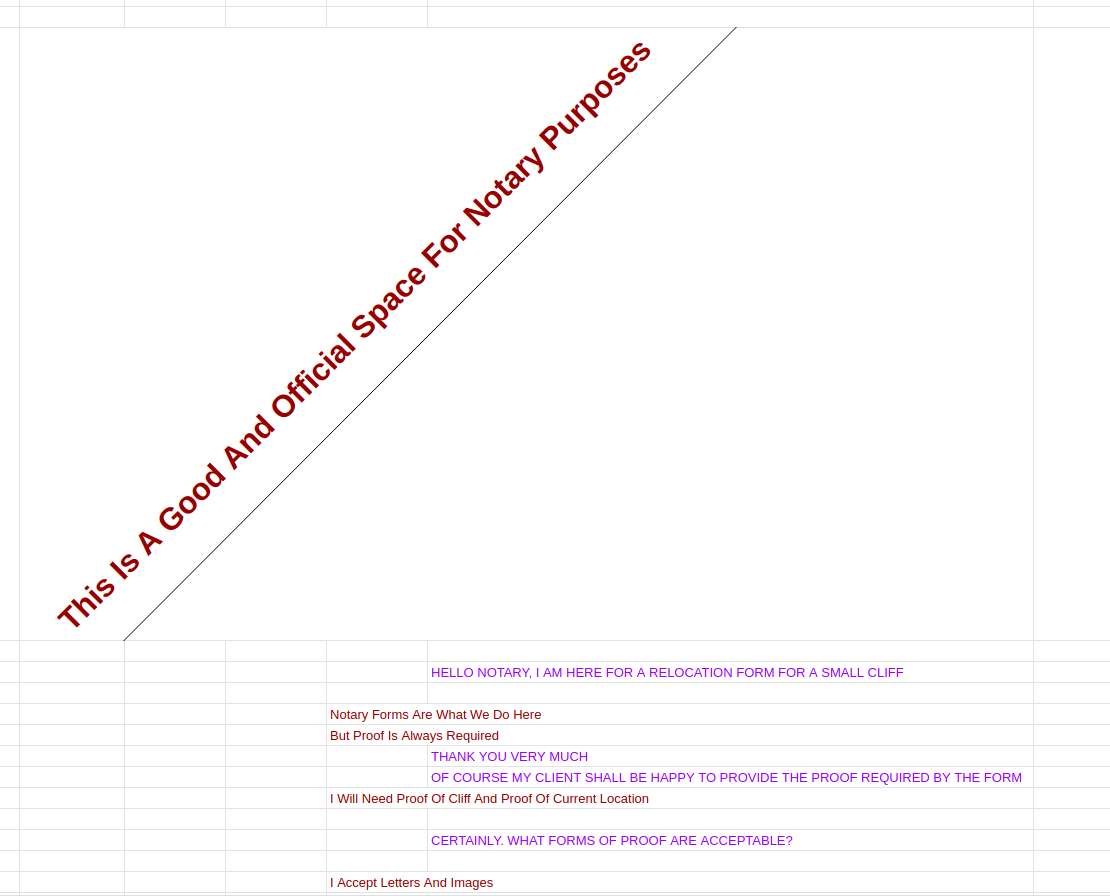 This Is A Good And Official Space For Notary Purposes
HELLO NOTARY, I AM HERE FOR A RELOCATION FORM FOR A SMALL CLIFF
Notary Forms Are What We Do Here
But Proof Is Always Required
THANK YOU VERY MUCH
OF COURSE MY CLIENT SHALL BE HAPPY TO PROVIDE THE PROOF REQUIRED BY THE FORM
I Will Need Proof Of Cliff And Proof Of Current Location
CERTAINLY. WHAT FORMS OF PROOF ARE ACCEPTABLE?
I Accept Letters And Images